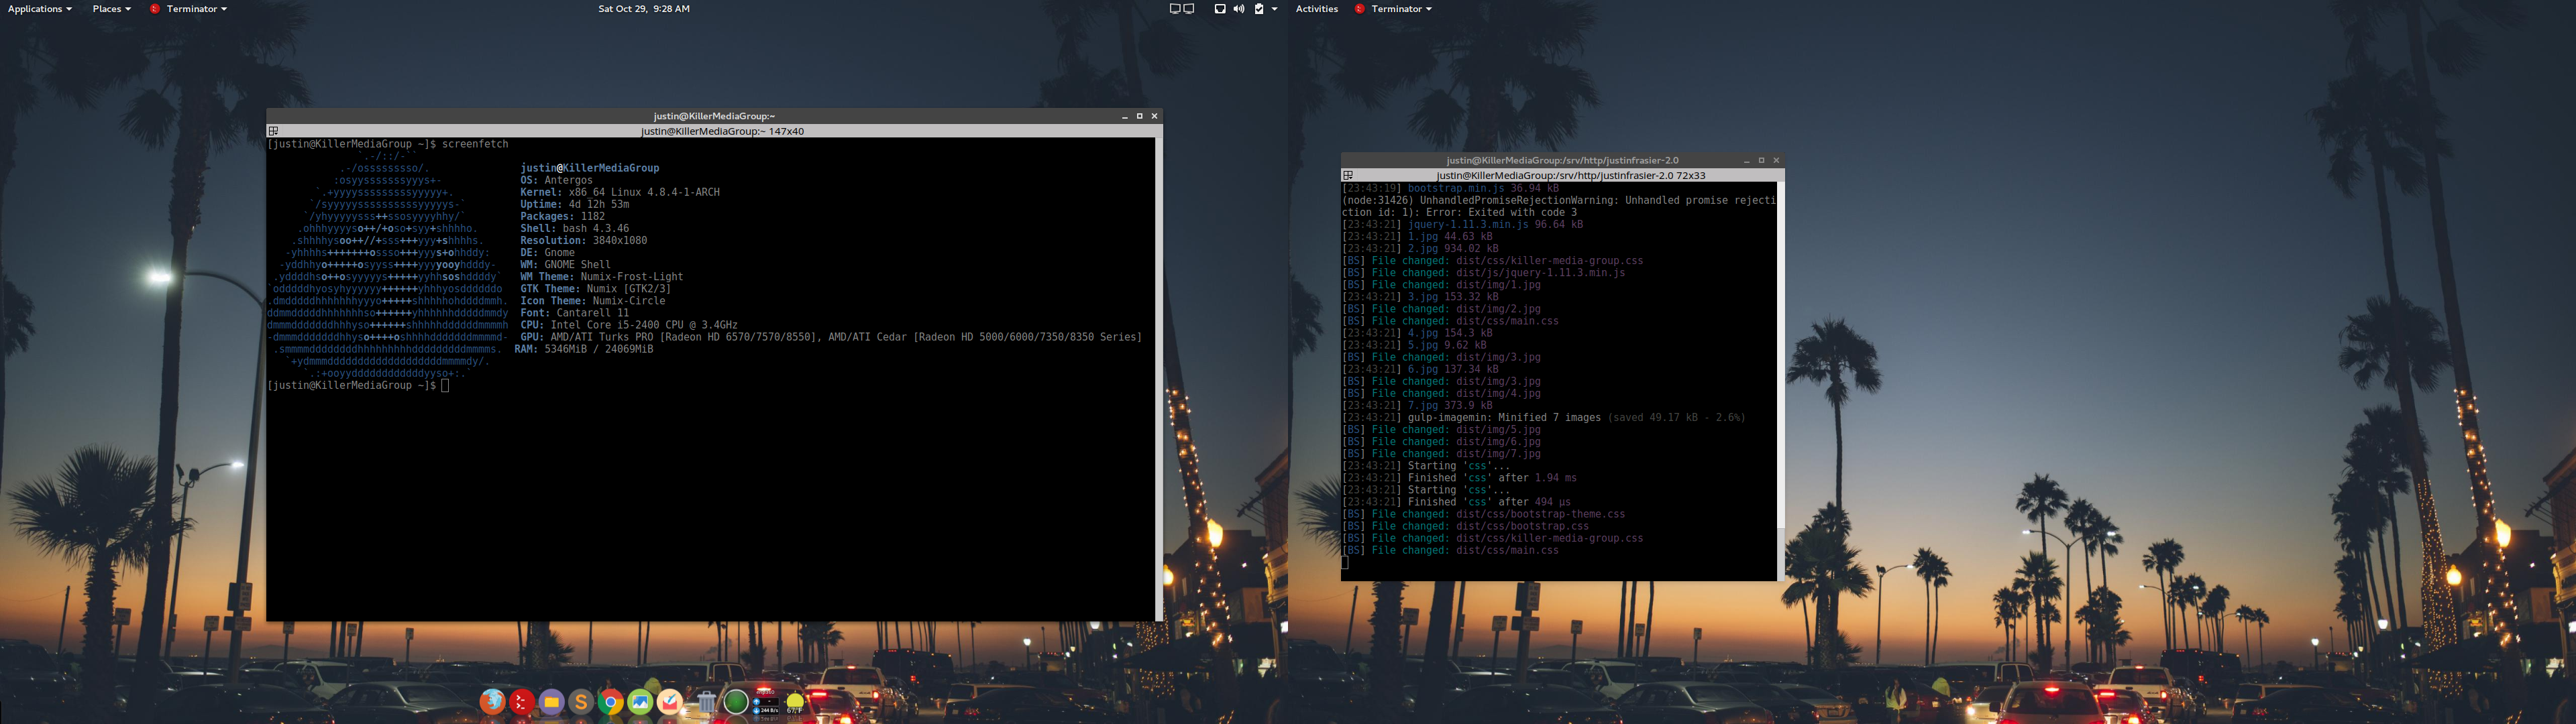 Applications Places Terminator Sat Oct 29, 9:28 AM Activities Terminator
justin@KillerMediaGroup:~
justin@KillerMediaGroup:~ 147x40
[justin@KillerMediaGroup ~]$ screenfetch
justin@KillerMediaGroup
OS: Antergos
Kernel: x86_64 Linux 4.8.4-1-ARCH
Uptime: 4d 12h 53m
Packages: 1182
Shell: bash 4.3.46
Resolution: 3840x1080
DE: Gnome
WM: GNOME Shell
WM Theme: Numix-Frost-Light
GTK Theme: Numix [GTK2/3]
Icon Theme: Numix-Circle
Font: Cantarell 11
CPU: Intel Core i5-2400 CPU @ 3.4GHz
GPU: AMD/ATI Turks PRO [Radeon HD 6570/7570/8550], AMD/ATI Cedar [Radeon HD 5000/6000/7350/8350 Series]
RAM: 5346MiB / 24069MiB
[justin@KillerMediaGroup ~]$
justin@KillerMediaGroup:/srv/http/justinfrasier-2.0
justin@KillerMediaGroup:/srv/http/justinfrasier-2.0 72x33
[23:43:19] bootstrap.min.js 36.94 kB
(node:31426) UnhandledPromiseRejectionWarning: Unhandled promise rejecti
ction id: 1): Error: Exited with code 3
[23:43:21] jquery-1.11.3.min.js 96.64 kB
[23:43:21] 1.jpg 44.63 kB
[23:43:21] 2.jpg 934.02 kB
[BS] File changed: dist/css/killer-media-group.css
[BS] File changed: dist/js/jquery-1.11.3.min.js
[BS] File changed: dist/img/1.jpg
[23:43:21] 3.jpg 153.32 kB
[BS] File changed: dist/img/2.jpg
[BS] File changed: dist/css/main.css
[23:43:21] 4.jpg 154.3 kB
[23:43:21] 5.jpg 9.62 kB
[BS] File changed: dist/img/3.jpg
[23:43:21] 6.jpg 137.34 kB
[BS] File changed: dist/img/3.jpg
[BS] File changed: dist/img/4.jpg
[23:43:21] 7.jpg 373.9 kB
[23:43:21] gulp-imagemin: Minified 7 images (saved 49.17 kB - 2.6%)
[BS] File changed: dist/img/5.jpg
[BS] File changed: dist/img/6.jpg
[BS] File changed: dist/img/7.jpg
[23:43:21] Starting 'css'...
[23:43:21] Finished 'css' after 1.94 ms
[23:43:21] Starting 'css'...
[23:43:21] Finished 'css' after 494 μs
[BS] File changed: dist/css/bootstrap-theme.css
[BS] File changed: dist/css/bootstrap.css
[BS] File changed: dist/css/killer-media-group.css
[BS] File changed: dist/css/main.css